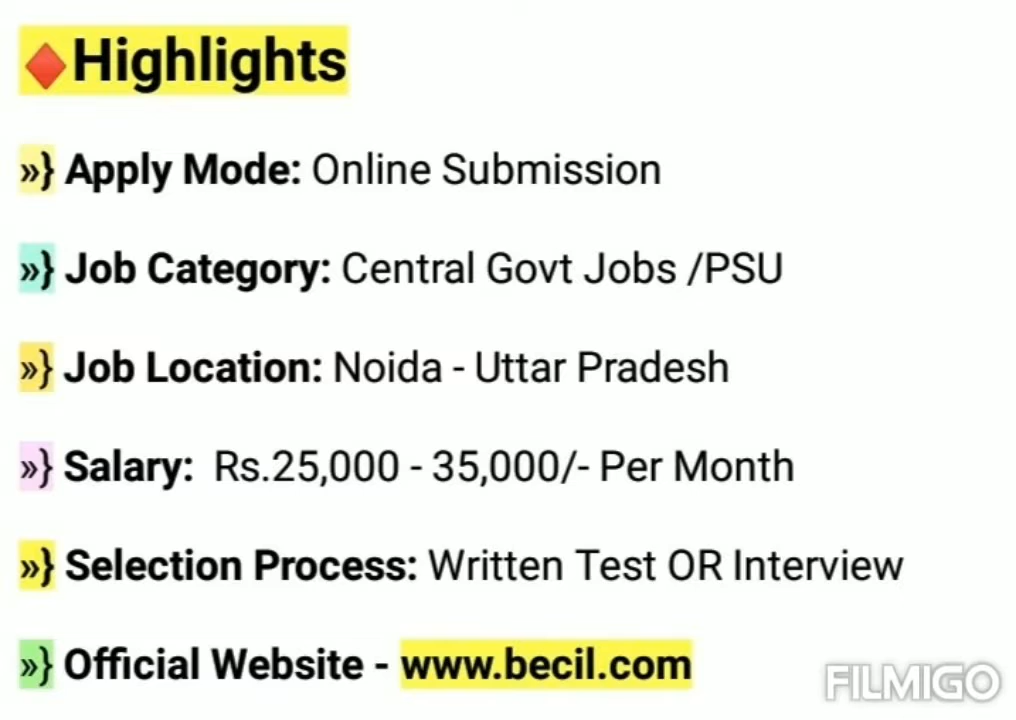 ♦Highlights
»} Apply Mode: Online Submission
»} Job Category: Central Govt Jobs /PSU
»} Job Location: Noida - Uttar Pradesh
»} Salary: Rs.25,000 - 35,000/- Per Month
»} Selection Process: Written Test OR Interview
»} Official Website - www.becil.com
FILMIGO